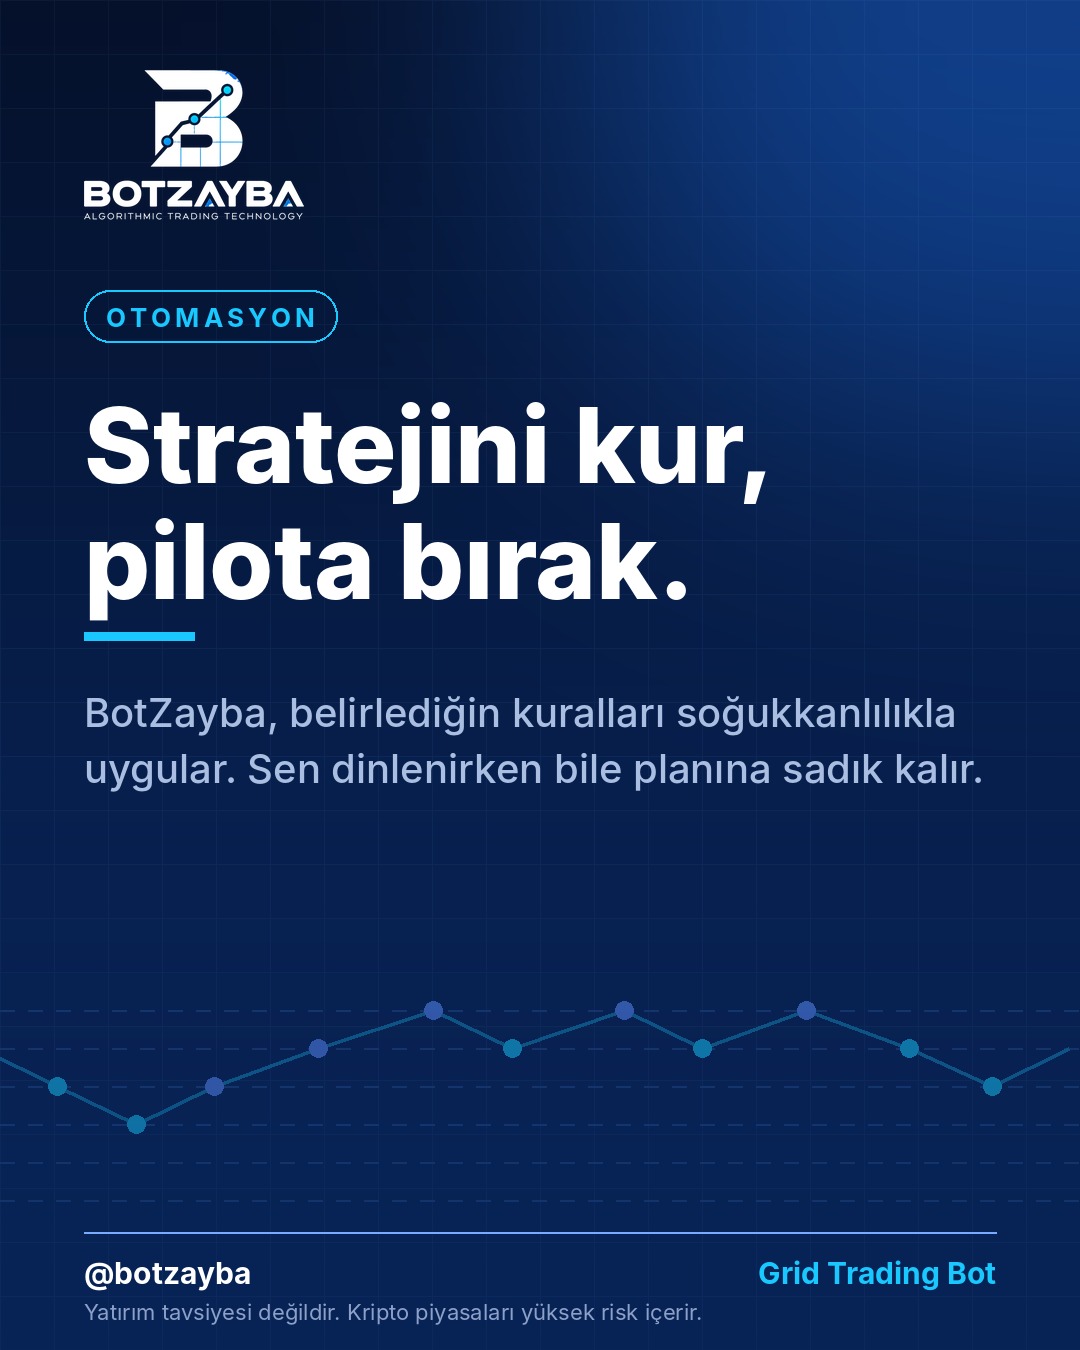 BOTZAYBA
ALGORITHMIC TRADING TECHNOLOGY
OTOMASYON
Stratejini kur,
pilota bırak.
BotZayba, belirlediğin kuralları soğukkanlılıkla
uygular. Sen dinlenirken bile planına sadık kalır.
@botzayba
Grid Trading Bot
Yatırım tavsiyesi değildir. Kripto piyasaları yüksek risk içerir.